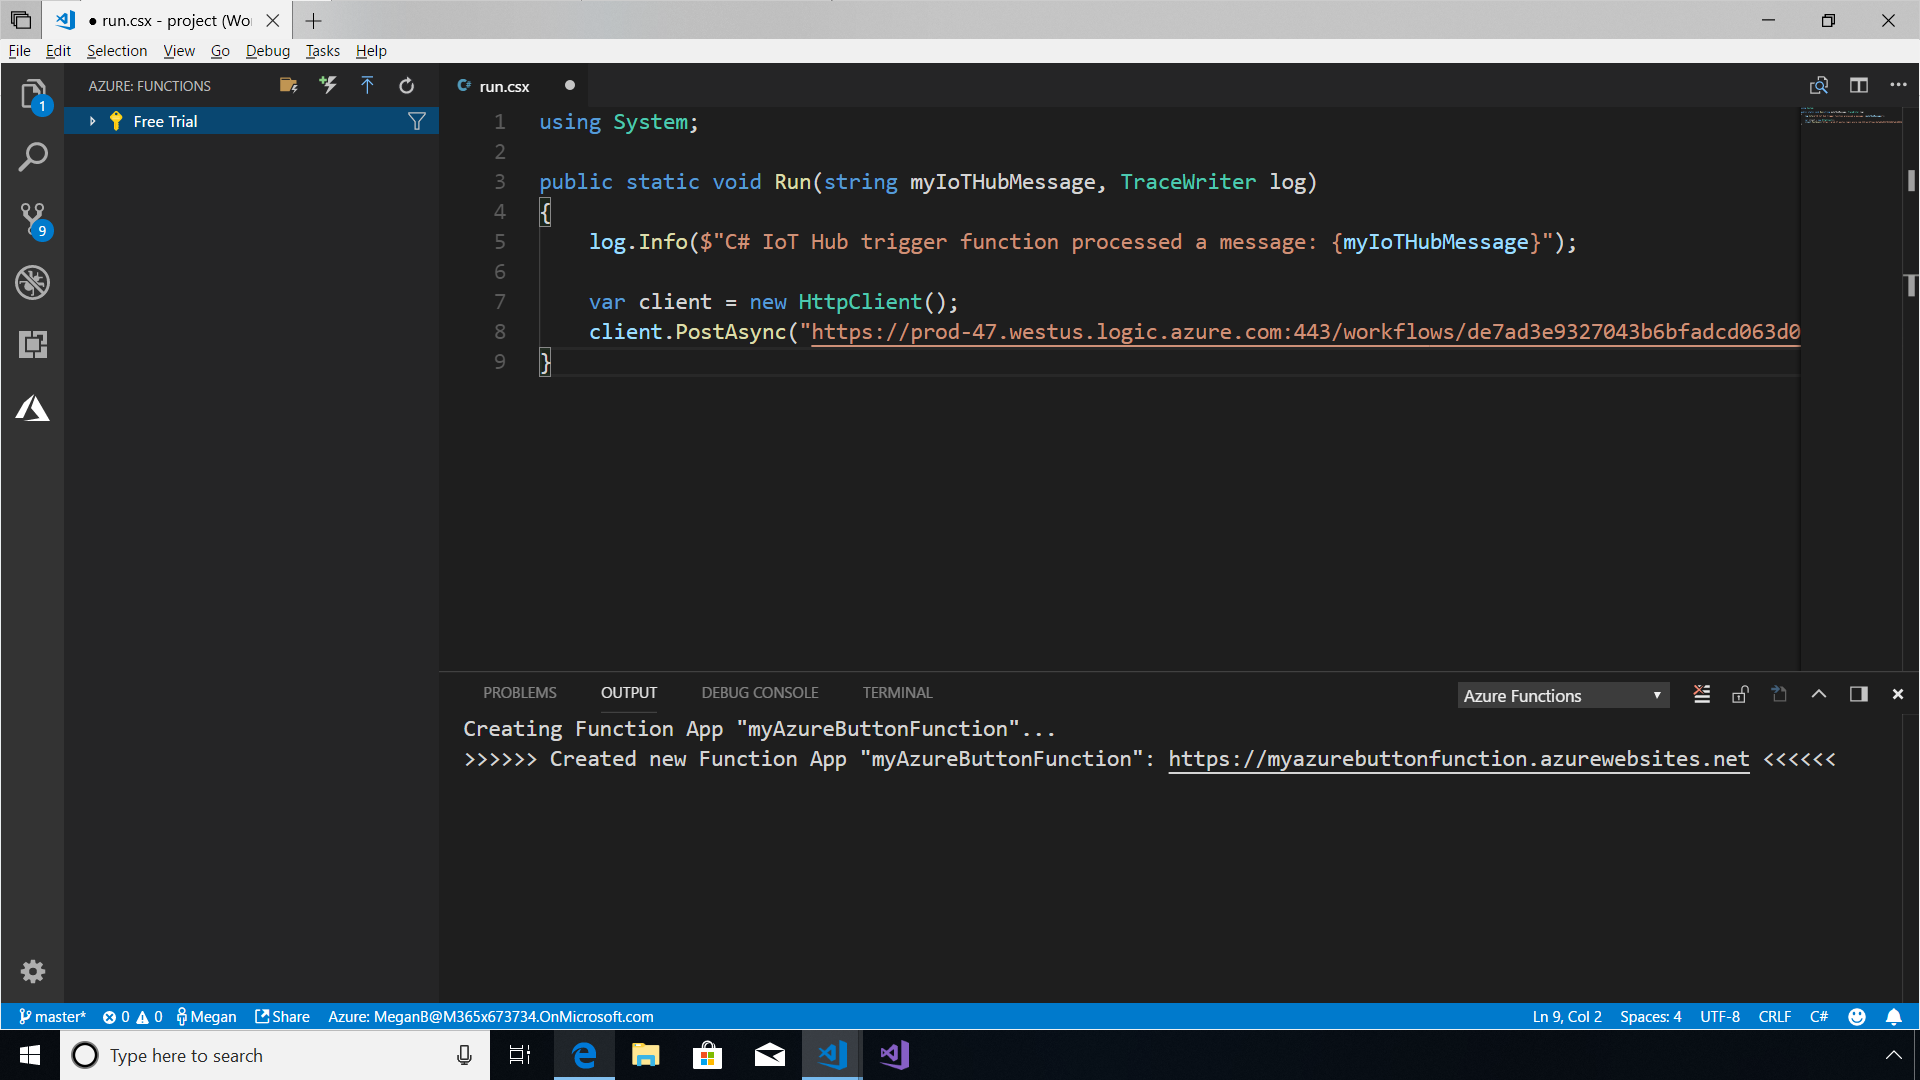 ● run.csx - project (Wo
File Edit Selection View Go Debug Tasks Help
AZURE: FUNCTIONS
Free Trial
1
9
C# run.csx
1 using System;
2
3 public static void Run(string myIoTHubMessage, TraceWriter log)
4 {
5 log.Info($"C# IoT Hub trigger function processed a message: {myIoTHubMessage}");
6
7 var client = new HttpClient();
8 client.PostAsync("https://prod-47.westus.logic.azure.com:443/workflows/de7ad3e9327043b6bfadcd063d0
9 }
PROBLEMS OUTPUT DEBUG CONSOLE TERMINAL
Azure Functions
Creating Function App "myAzureButtonFunction"...
>>>>>> Created new Function App "myAzureButtonFunction": https://myazurebuttonfunction.azurewebsites.net <<<<<<
master* 0 0 Megan Share Azure: MeganB@M365x673734.OnMicrosoft.com
Ln 9, Col 2 Spaces: 4 UTF-8 CRLF C#
Type here to search